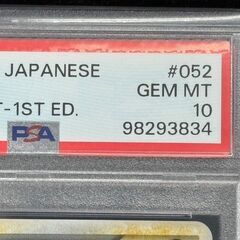 JAPANESE #052
GEM MT
T-1ST ED. 10
PSA 98293834